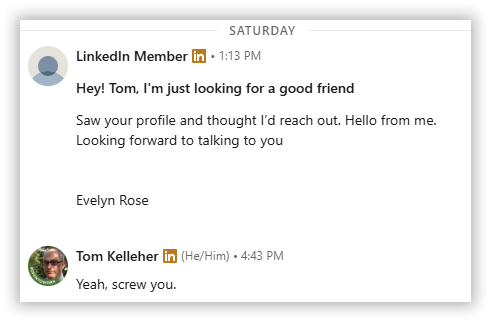 SATURDAY
LinkedIn Member in • 1:13 PM
Hey! Tom, I'm just looking for a good friend
Saw your profile and thought I’d reach out. Hello from me.
Looking forward to talking to you
Evelyn Rose
Tom Kelleher in (He/Him) • 4:43 PM
Yeah, screw you.